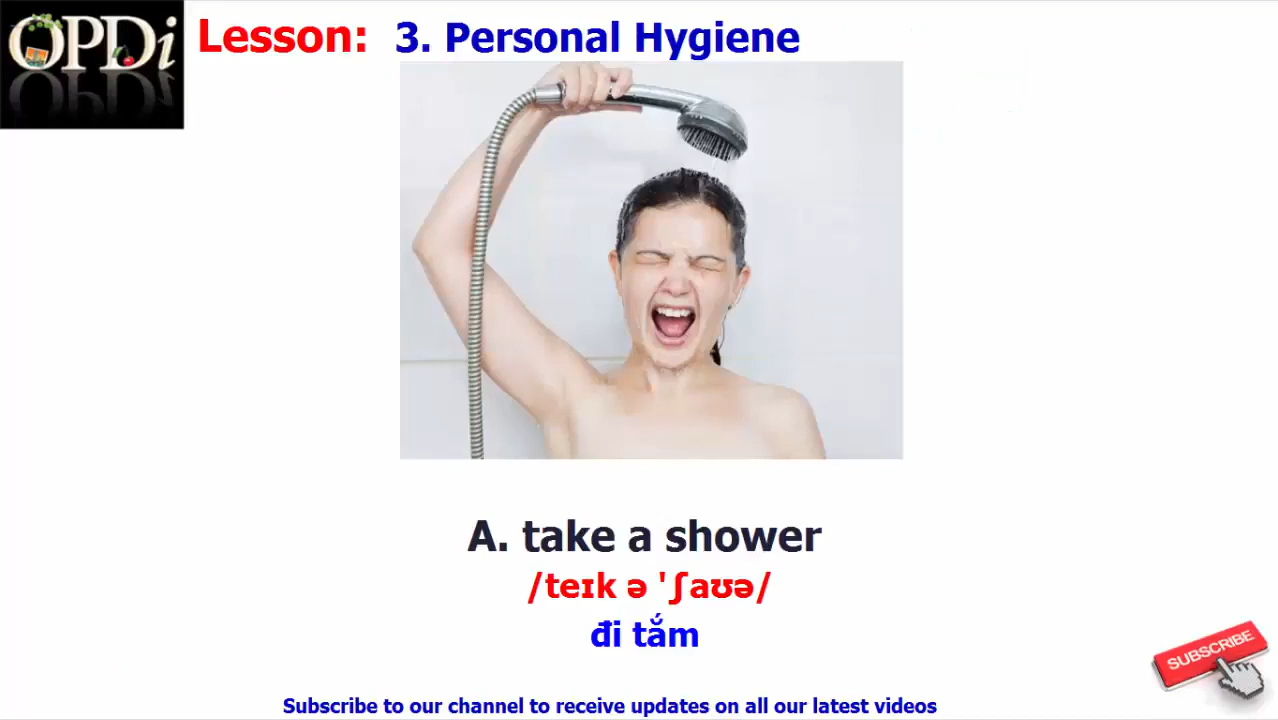 OPDi
Lesson: 3. Personal Hygiene
A. take a shower
/teɪk ə ˈʃaʊə/
đi tắm
SUBSCRIBE
Subscribe to our channel to receive updates on all our latest videos